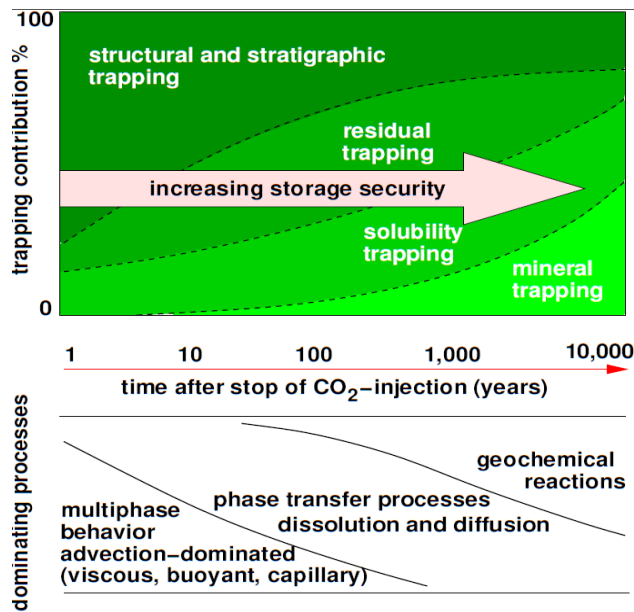 100
structural and stratigraphic
trapping
residual
trapping
increasing storage security
solubility
trapping
mineral
trapping
0
trapping contribution %
1 10 100 1,000 10,000
time after stop of CO₂−injection (years)
dominating processes
geochemical
reactions
phase transfer processes
dissolution and diffusion
multiphase
behavior
advection−dominated
(viscous, buoyant, capillary)